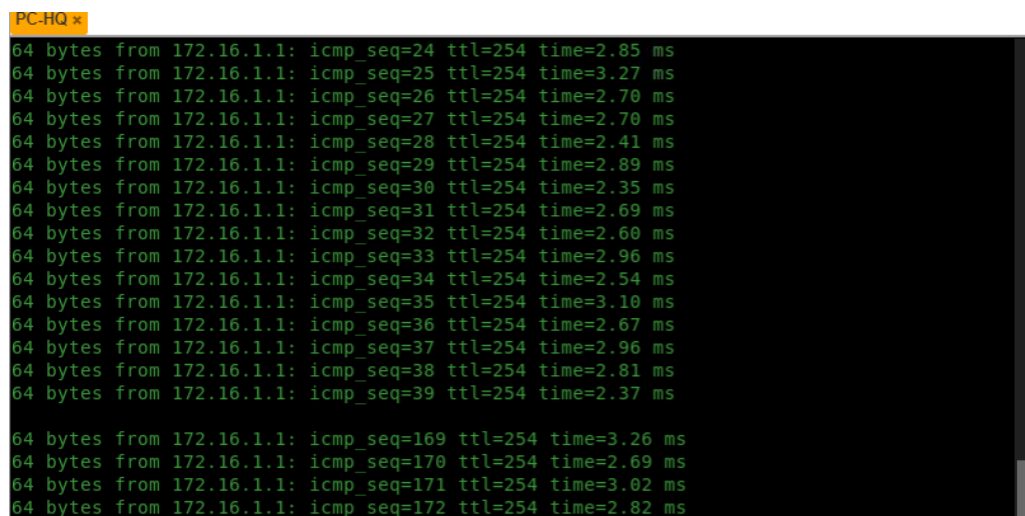 PC-HQ ×
64 bytes from 172.16.1.1: icmp_seq=24 ttl=254 time=2.85 ms
64 bytes from 172.16.1.1: icmp_seq=25 ttl=254 time=3.27 ms
64 bytes from 172.16.1.1: icmp_seq=26 ttl=254 time=2.70 ms
64 bytes from 172.16.1.1: icmp_seq=27 ttl=254 time=2.70 ms
64 bytes from 172.16.1.1: icmp_seq=28 ttl=254 time=2.41 ms
64 bytes from 172.16.1.1: icmp_seq=29 ttl=254 time=2.89 ms
64 bytes from 172.16.1.1: icmp_seq=30 ttl=254 time=2.35 ms
64 bytes from 172.16.1.1: icmp_seq=31 ttl=254 time=2.69 ms
64 bytes from 172.16.1.1: icmp_seq=32 ttl=254 time=2.60 ms
64 bytes from 172.16.1.1: icmp_seq=33 ttl=254 time=2.96 ms
64 bytes from 172.16.1.1: icmp_seq=34 ttl=254 time=2.54 ms
64 bytes from 172.16.1.1: icmp_seq=35 ttl=254 time=3.10 ms
64 bytes from 172.16.1.1: icmp_seq=36 ttl=254 time=2.67 ms
64 bytes from 172.16.1.1: icmp_seq=37 ttl=254 time=2.96 ms
64 bytes from 172.16.1.1: icmp_seq=38 ttl=254 time=2.81 ms
64 bytes from 172.16.1.1: icmp_seq=39 ttl=254 time=2.37 ms
64 bytes from 172.16.1.1: icmp_seq=169 ttl=254 time=3.26 ms
64 bytes from 172.16.1.1: icmp_seq=170 ttl=254 time=2.69 ms
64 bytes from 172.16.1.1: icmp_seq=171 ttl=254 time=3.02 ms
64 bytes from 172.16.1.1: icmp_seq=172 ttl=254 time=2.82 ms